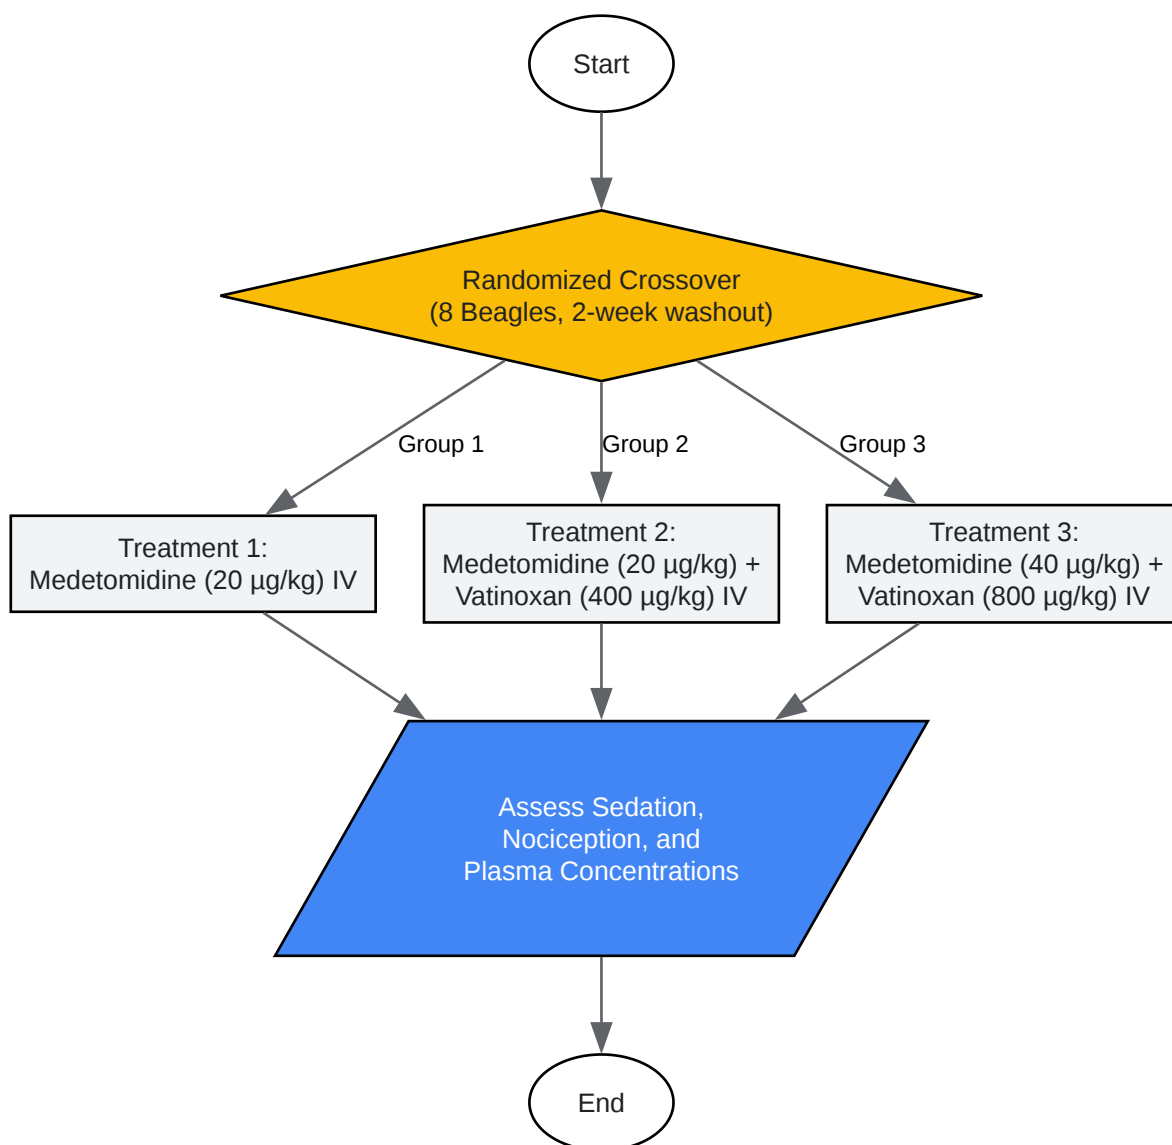 Start
Randomized Crossover
(8 Beagles, 2-week washout)
Group 1
Group 2
Group 3
Treatment 1:
Medetomidine (20 µg/kg) IV
Treatment 2:
Medetomidine (20 µg/kg) +
Vatinoxan (400 µg/kg) IV
Treatment 3:
Medetomidine (40 µg/kg) +
Vatinoxan (800 µg/kg) IV
Assess Sedation,
Nociception, and
Plasma Concentrations
End